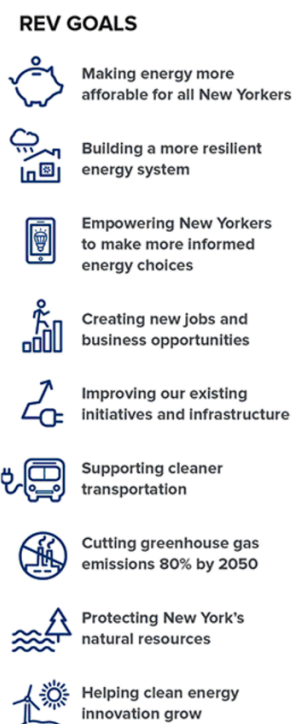 REV GOALS
Making energy more
afforable for all New Yorkers
Building a more resilient
energy system
Empowering New Yorkers
to make more informed
energy choices
Creating new jobs and
business opportunities
Improving our existing
initiatives and infrastructure
Supporting cleaner
transportation
Cutting greenhouse gas
emissions 80% by 2050
Protecting New York's
natural resources
Helping clean energy
innovation grow